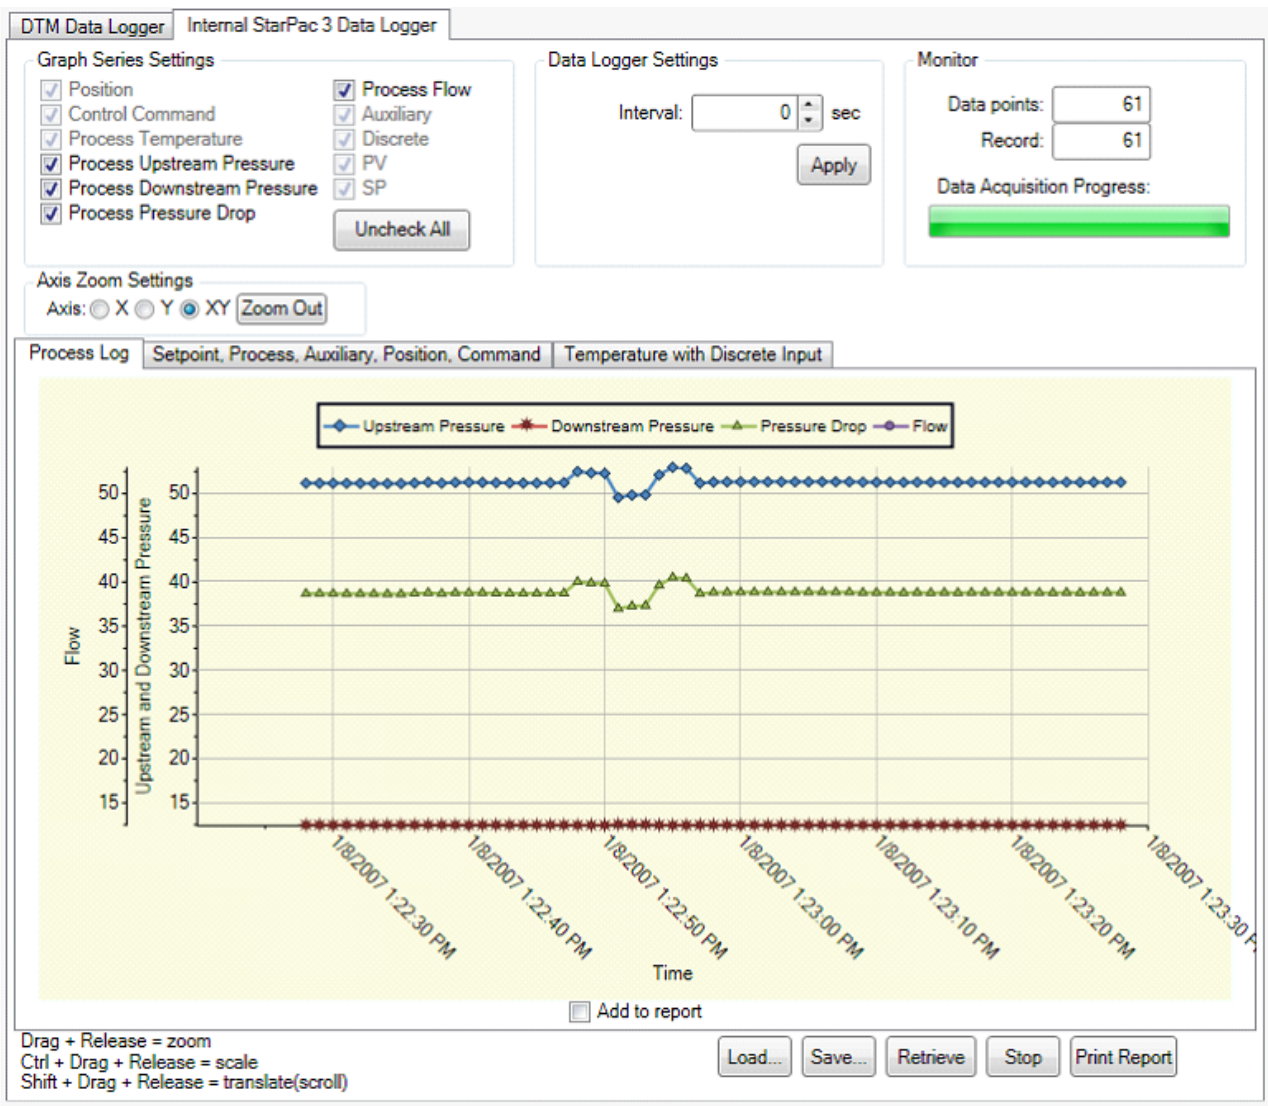 DTM Data Logger
Internal StarPac 3 Data Logger
Graph Series Settings
Position
Control Command
Process Temperature
Process Upstream Pressure
Process Downstream Pressure
Process Pressure Drop
Process Flow
Auxiliary
Discrete
PV
SP
Uncheck All
Data Logger Settings
Interval: 0 sec
Apply
Monitor
Data points: 61
Record: 61
Data Acquisition Progress:
Axis Zoom Settings
Axis: X Y XY Zoom Out
Process Log
Setpoint, Process, Auxiliary, Position, Command
Temperature with Discrete Input
Upstream Pressure Downstream Pressure Pressure Drop Flow
Flow
50
45
40
35
30
25
20
15
Upstream and Downstream Pressure
50
45
40
35
30
25
20
15
1/8/2007 1:22:30 PM
1/8/2007 1:22:40 PM
1/8/2007 1:22:50 PM
1/8/2007 1:23:00 PM
1/8/2007 1:23:10 PM
1/8/2007 1:23:20 PM
1/8/2007 1:23:30 P
Time
Add to report
Drag + Release = zoom
Ctrl + Drag + Release = scale
Shift + Drag + Release = translate(scroll)
Load...
Save...
Retrieve
Stop
Print Report